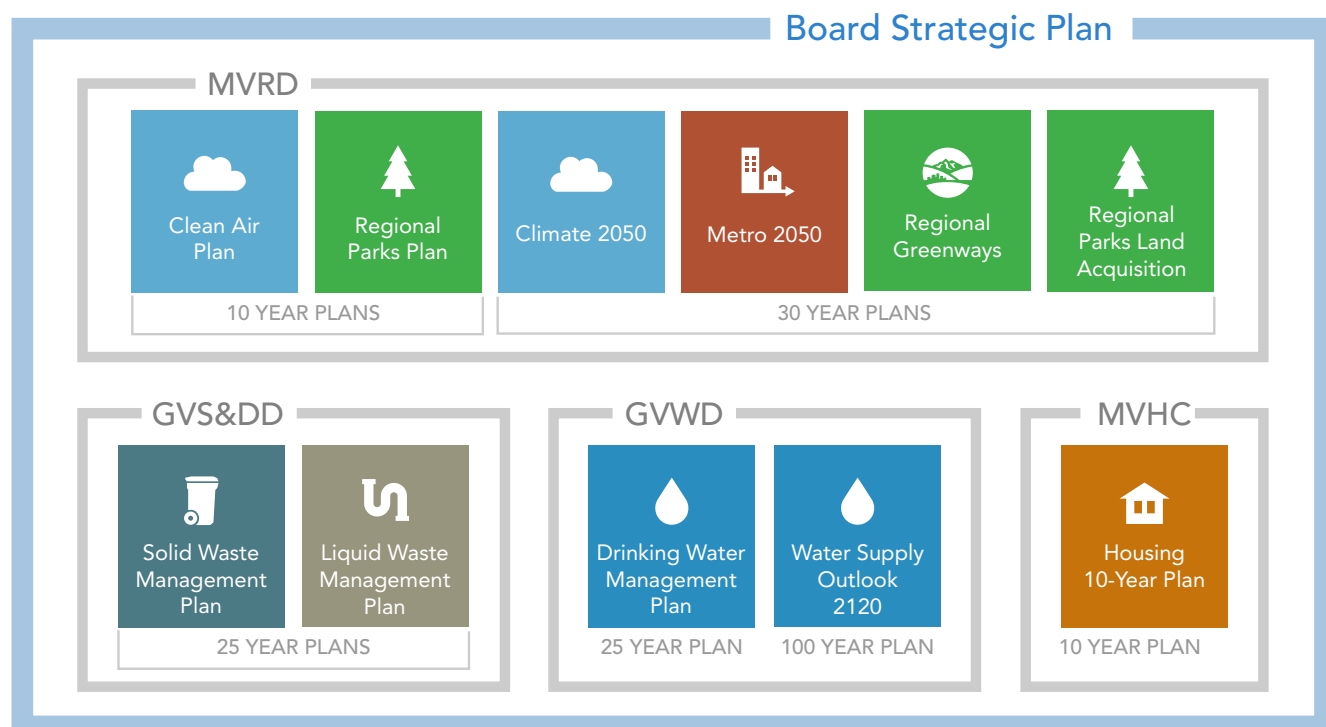 Board Strategic Plan
MVRD
Clean Air
Plan
Regional
Parks Plan
Climate 2050
Metro 2050
Regional
Greenways
Regional
Parks Land
Acquisition
10 YEAR PLANS
30 YEAR PLANS
GVS&DD
Solid Waste
Management
Plan
Liquid Waste
Management
Plan
25 YEAR PLANS
GVWD
Drinking Water
Management
Plan
Water Supply
Outlook
2120
25 YEAR PLAN
100 YEAR PLAN
MVHC
Housing
10-Year Plan
10 YEAR PLAN